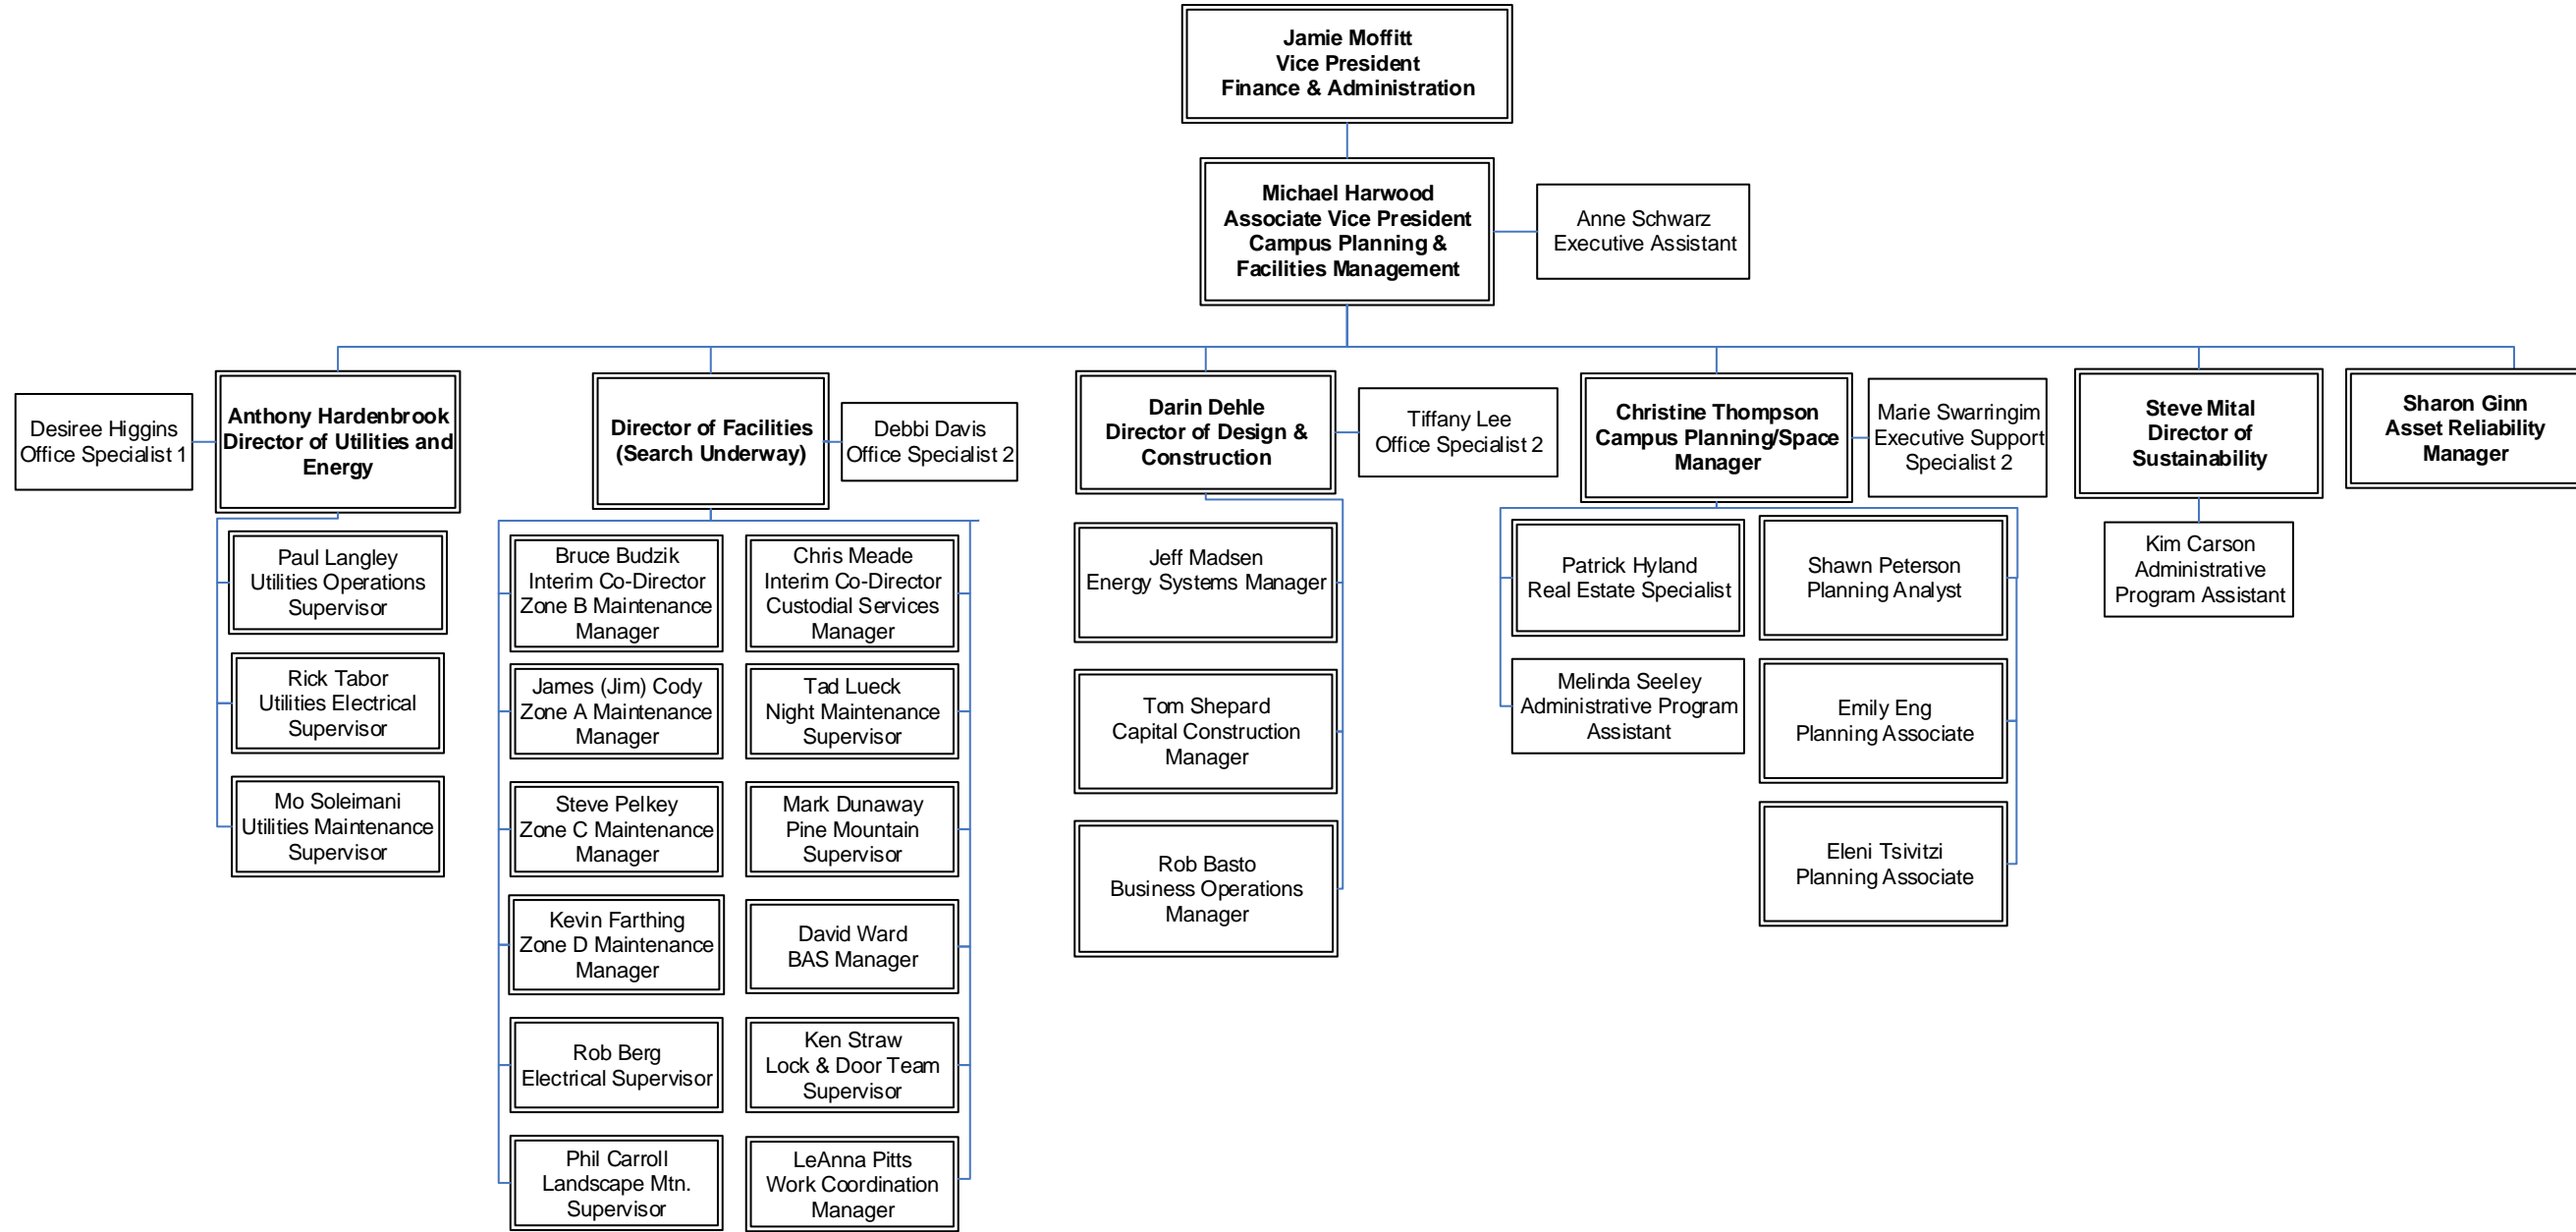 Jamie Moffitt
Vice President
Finance & Administration
Michael Harwood
Associate Vice President
Campus Planning &
Facilities Management
Anne Schwarz
Executive Assistant
Desiree Higgins
Office Specialist 1
Anthony Hardenbrook
Director of Utilities and
Energy
Director of Facilities
(Search Underway)
Debbi Davis
Office Specialist 2
Darin Dehle
Director of Design &
Construction
Tiffany Lee
Office Specialist 2
Christine Thompson
Campus Planning/Space
Manager
Marie Swarringim
Executive Support
Specialist 2
Steve Mital
Director of
Sustainability
Sharon Ginn
Asset Reliability
Manager
Paul Langley
Utilities Operations
Supervisor
Rick Tabor
Utilities Electrical
Supervisor
Mo Soleimani
Utilities Maintenance
Supervisor
Bruce Budzik
Interim Co-Director
Zone B Maintenance
Manager
Chris Meade
Interim Co-Director
Custodial Services
Manager
James (Jim) Cody
Zone A Maintenance
Manager
Tad Lueck
Night Maintenance
Supervisor
Steve Pelkey
Zone C Maintenance
Manager
Mark Dunaway
Pine Mountain
Supervisor
Kevin Farthing
Zone D Maintenance
Manager
David Ward
BAS Manager
Rob Berg
Electrical Supervisor
Ken Straw
Lock & Door Team
Supervisor
Phil Carroll
Landscape Mtn.
Supervisor
LeAnna Pitts
Work Coordination
Manager
Jeff Madsen
Energy Systems Manager
Tom Shepard
Capital Construction
Manager
Rob Basto
Business Operations
Manager
Patrick Hyland
Real Estate Specialist
Shawn Peterson
Planning Analyst
Melinda Seeley
Administrative Program
Assistant
Emily Eng
Planning Associate
Eleni Tsivitzi
Planning Associate
Kim Carson
Administrative
Program Assistant